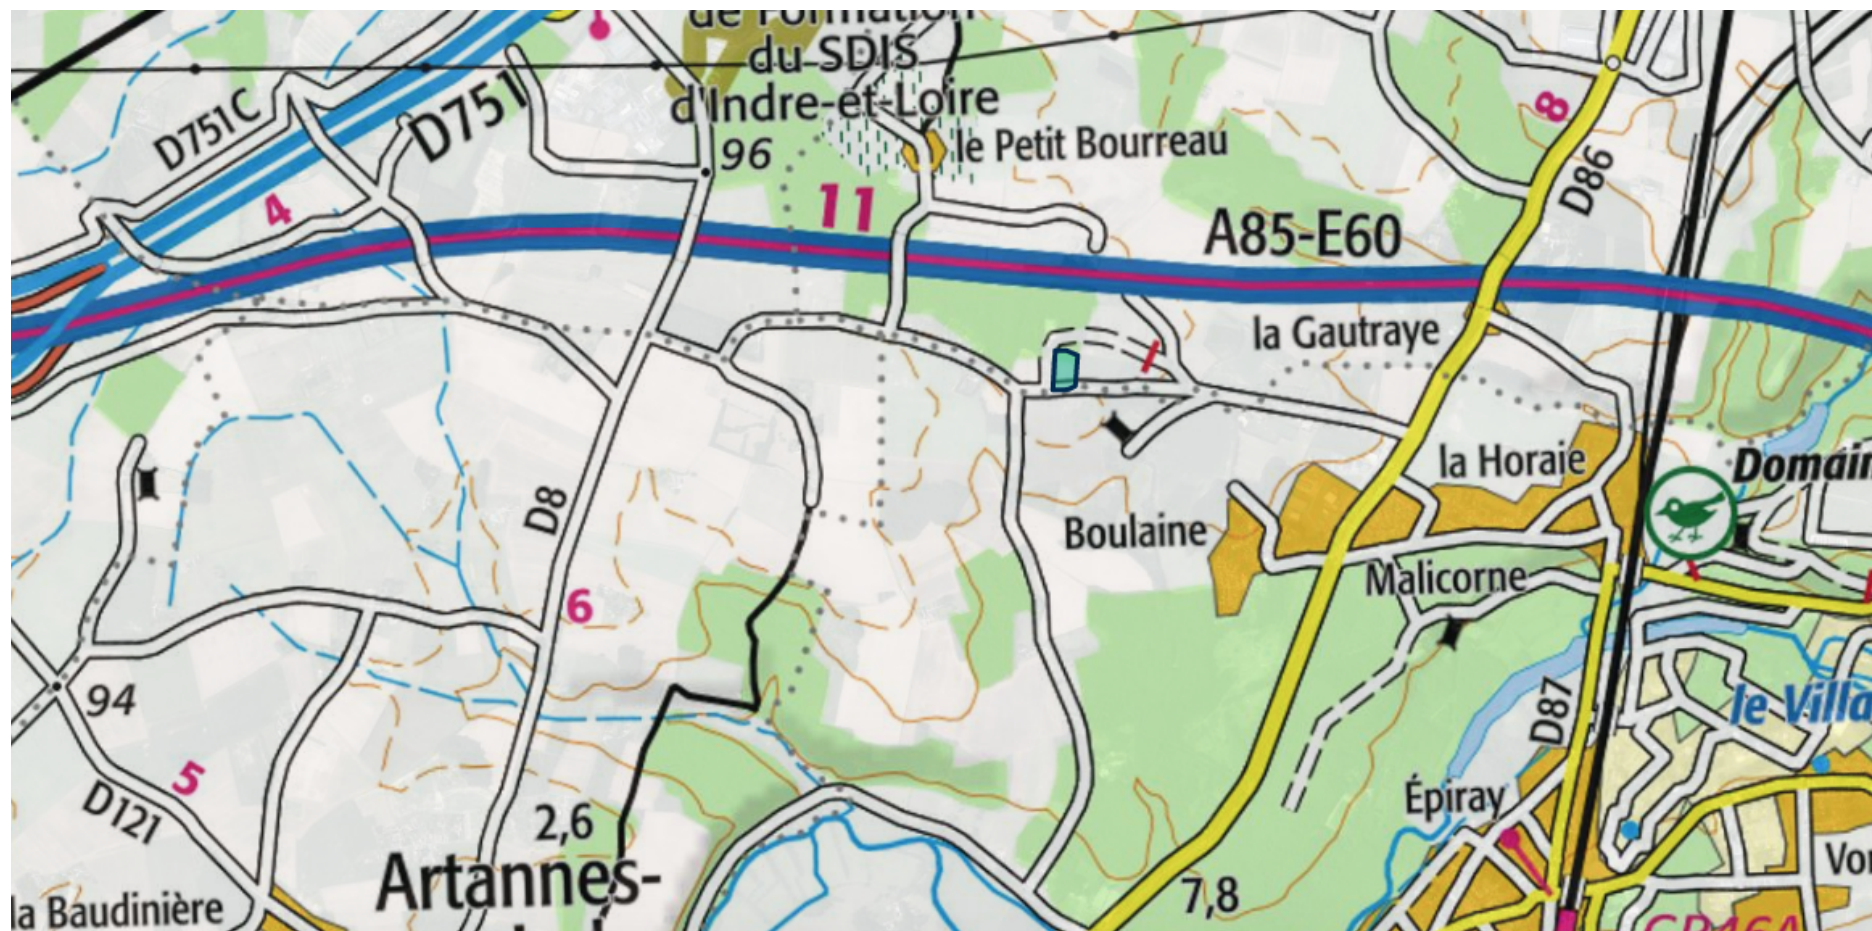 de Formation
du SDIS
d'Indre-et-Loire
D751C
D751
96
le Petit Bourreau
8
D86
4
11
A85-E60
la Gautraye
la Horaie
Domain
D8
Boulaine
Malicorne
6
94
le Villa
D87
5
D121
2,6
Épiray
Artannes-
Vor
7,8
la Baudinière
GR46A